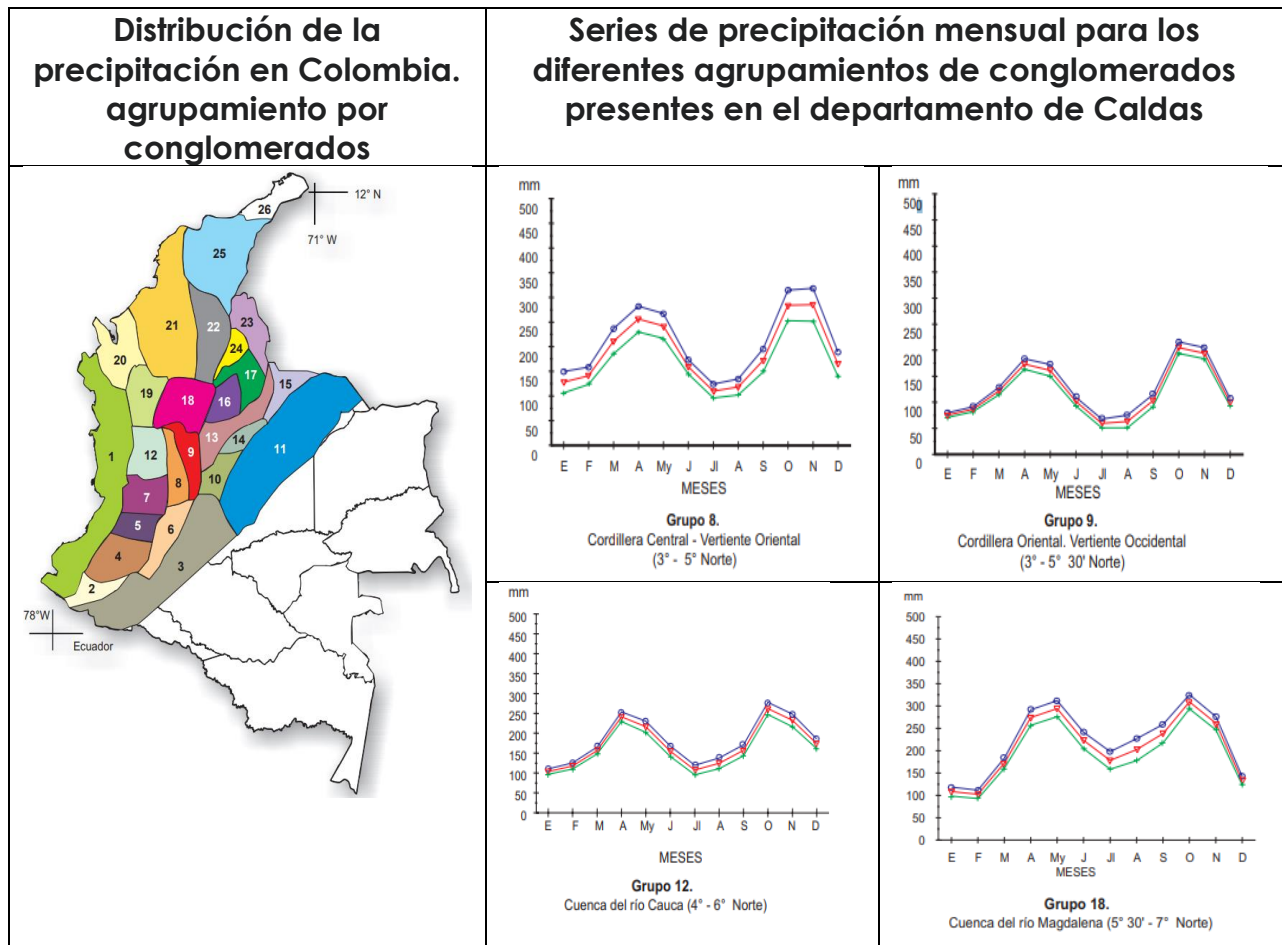 Distribución de la
precipitación en Colombia.
agrupamiento por
conglomerados
Series de precipitación mensual para los
diferentes agrupamientos de conglomerados
presentes en el departamento de Caldas
12° N
71° W
26
25
21
22
23
20
24
17
19
18
16
15
13
14
11
1
12
9
8
10
7
5
6
4
3
2
78°W
Ecuador
mm
500
450
400
350
300
250
200
150
100
50
0
E F M A My J Jl A S O N D
MESES
Grupo 8.
Cordillera Central - Vertiente Oriental
(3° - 5° Norte)
mm
500
450
400
350
300
250
200
150
100
50
0
E F M A My J Jl A S O N D
MESES
Grupo 9.
Cordillera Oriental. Vertiente Occidental
(3° - 5° 30' Norte)
mm
500
450
400
350
300
250
200
150
100
50
0
E F M A My J Jl A S O N D
MESES
Grupo 12.
Cuenca del río Cauca (4° - 6° Norte)
mm
500
450
400
350
300
250
200
150
100
50
0
E F M A My J Jl A S O N D
MESES
Grupo 18.
Cuenca del río Magdalena (5° 30' - 7° Norte)